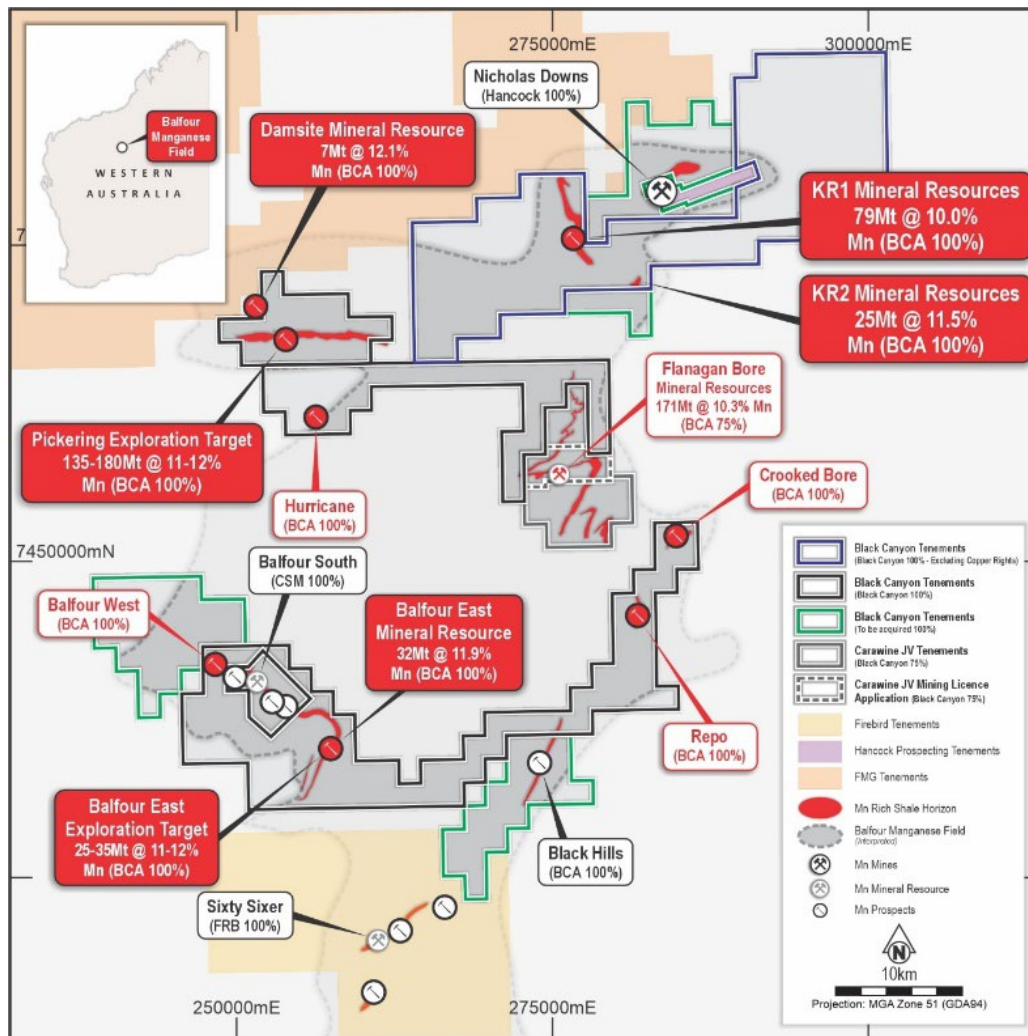 275000mE
300000mE
Nicholas Downs
(Hancock 100%)
Balfour
Manganese
Field
WESTERN
AUSTRALIA
Damsite Mineral Resource
7Mt @ 12.1%
Mn (BCA 100%)
KR1 Mineral Resources
79Mt @ 10.0%
Mn (BCA 100%)
7
KR2 Mineral Resources
25Mt @ 11.5%
Mn (BCA 100%)
Flanagan Bore
Mineral Resources
171Mt @ 10.3% Mn
(BCA 75%)
Pickering Exploration Target
135-180Mt @ 11-12%
Mn (BCA 100%)
Hurricane
(BCA 100%)
Crooked Bore
(BCA 100%)
7450000mN
Balfour South
(CSM 100%)
Balfour West
(BCA 100%)
Balfour East
Mineral Resource
32Mt @ 11.9%
Mn (BCA 100%)
Repo
(BCA 100%)
Balfour East
Exploration Target
25-35Mt @ 11-12%
Mn (BCA 100%)
Black Hills
(BCA 100%)
Sixty Sixer
(FRB 100%)
Black Canyon Tenements
(Black Canyon 100% - Excluding Copper Rights)
Black Canyon Tenements
(Black Canyon 100%)
Black Canyon Tenements
(To be acquired 100%)
Carawine JV Tenements
(Black Canyon 75%)
Carawine JV Mining Licence
Application (Black Canyon 75%)
Firebird Tenements
Hancock Prospecting Tenements
FMG Tenements
Mn Rich Shale Horizon
Balfour Manganese Field
(Interpreted)
Mn Mines
Mn Mineral Resource
Mn Prospects
N
10km
Projection: MGA Zone 51 (GDA94)
250000mE
275000mE